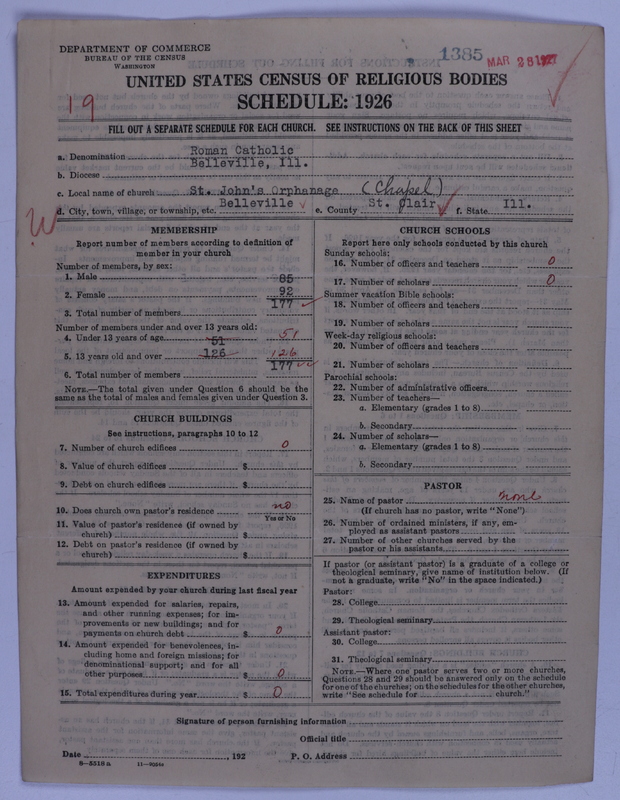 DEPARTMENT OF COMMERCE
BUREAU OF THE CENSUS
WASHINGTON
1385 MAR 28 1927
UNITED STATES CENSUS OF RELIGIOUS BODIES
19
SCHEDULE: 1926
FILL OUT A SEPARATE SCHEDULE FOR EACH CHURCH. SEE INSTRUCTIONS ON THE BACK OF THIS SHEET
a. Denomination Roman Catholic
Belleville, Ill.
b. Diocese
c. Local name of church St. John's Orphanage (Chapel)
d. City, town, village, or township, etc. Belleville e. County St. Clair f. State Ill.
W
MEMBERSHIP
Report number of members according to definition of
member in your church
Number of members, by sex:
1. Male 85
2. Female 92
3. Total number of members 177
Number of members under and over 13 years old:
4. Under 13 years of age 51 51
5. 13 years old and over 126 126
6. Total number of members 177
NOTE.—The total given under Question 6 should be the
same as the total of males and females given under Question 3.
CHURCH BUILDINGS
See instructions, paragraphs 10 to 12
7. Number of church edifices 0
8. Value of church edifices $
9. Debt on church edifices $
10. Does church own pastor's residence no
Yes or No
11. Value of pastor's residence (if owned by
church) $
12. Debt on pastor's residence (if owned by
church) $
EXPENDITURES
Amount expended by your church during last fiscal year
13. Amount expended for salaries, repairs,
and other running expenses; for im-
provements or new buildings; and for
payments on church debt $ 0
14. Amount expended for benevolences, in-
cluding home and foreign missions; for
denominational support; and for all
other purposes $ 0
15. Total expenditures during year $ 0
CHURCH SCHOOLS
Report here only schools conducted by this church
Sunday schools:
16. Number of officers and teachers 0
17. Number of scholars 0
Summer vacation Bible schools:
18. Number of officers and teachers
19. Number of scholars
Week-day religious schools:
20. Number of officers and teachers
21. Number of scholars
Parochial schools:
22. Number of administrative officers
23. Number of teachers—
a. Elementary (grades 1 to 8)
b. Secondary
24. Number of scholars—
a. Elementary (grades 1 to 8)
b. Secondary
PASTOR
25. Name of pastor none
(If church has no pastor, write "None")
26. Number of ordained ministers, if any, em-
ployed as assistant pastors
27. Number of other churches served by the
pastor or his assistants
If pastor (or assistant pastor) is a graduate of a college or
theological seminary, give name of institution below. (If
not a graduate, write "No" in the space indicated.)
Pastor:
28. College
29. Theological seminary
Assistant pastor:
30. College
31. Theological seminary
NOTE.—Where one pastor serves two or more churches,
Questions 28 and 29 should be answered only on the schedule
for one of the churches; on the schedules for the other churches,
write "See schedule for church."
Signature of person furnishing information
Official title
Date , 192 P. O. Address
8—5516 a